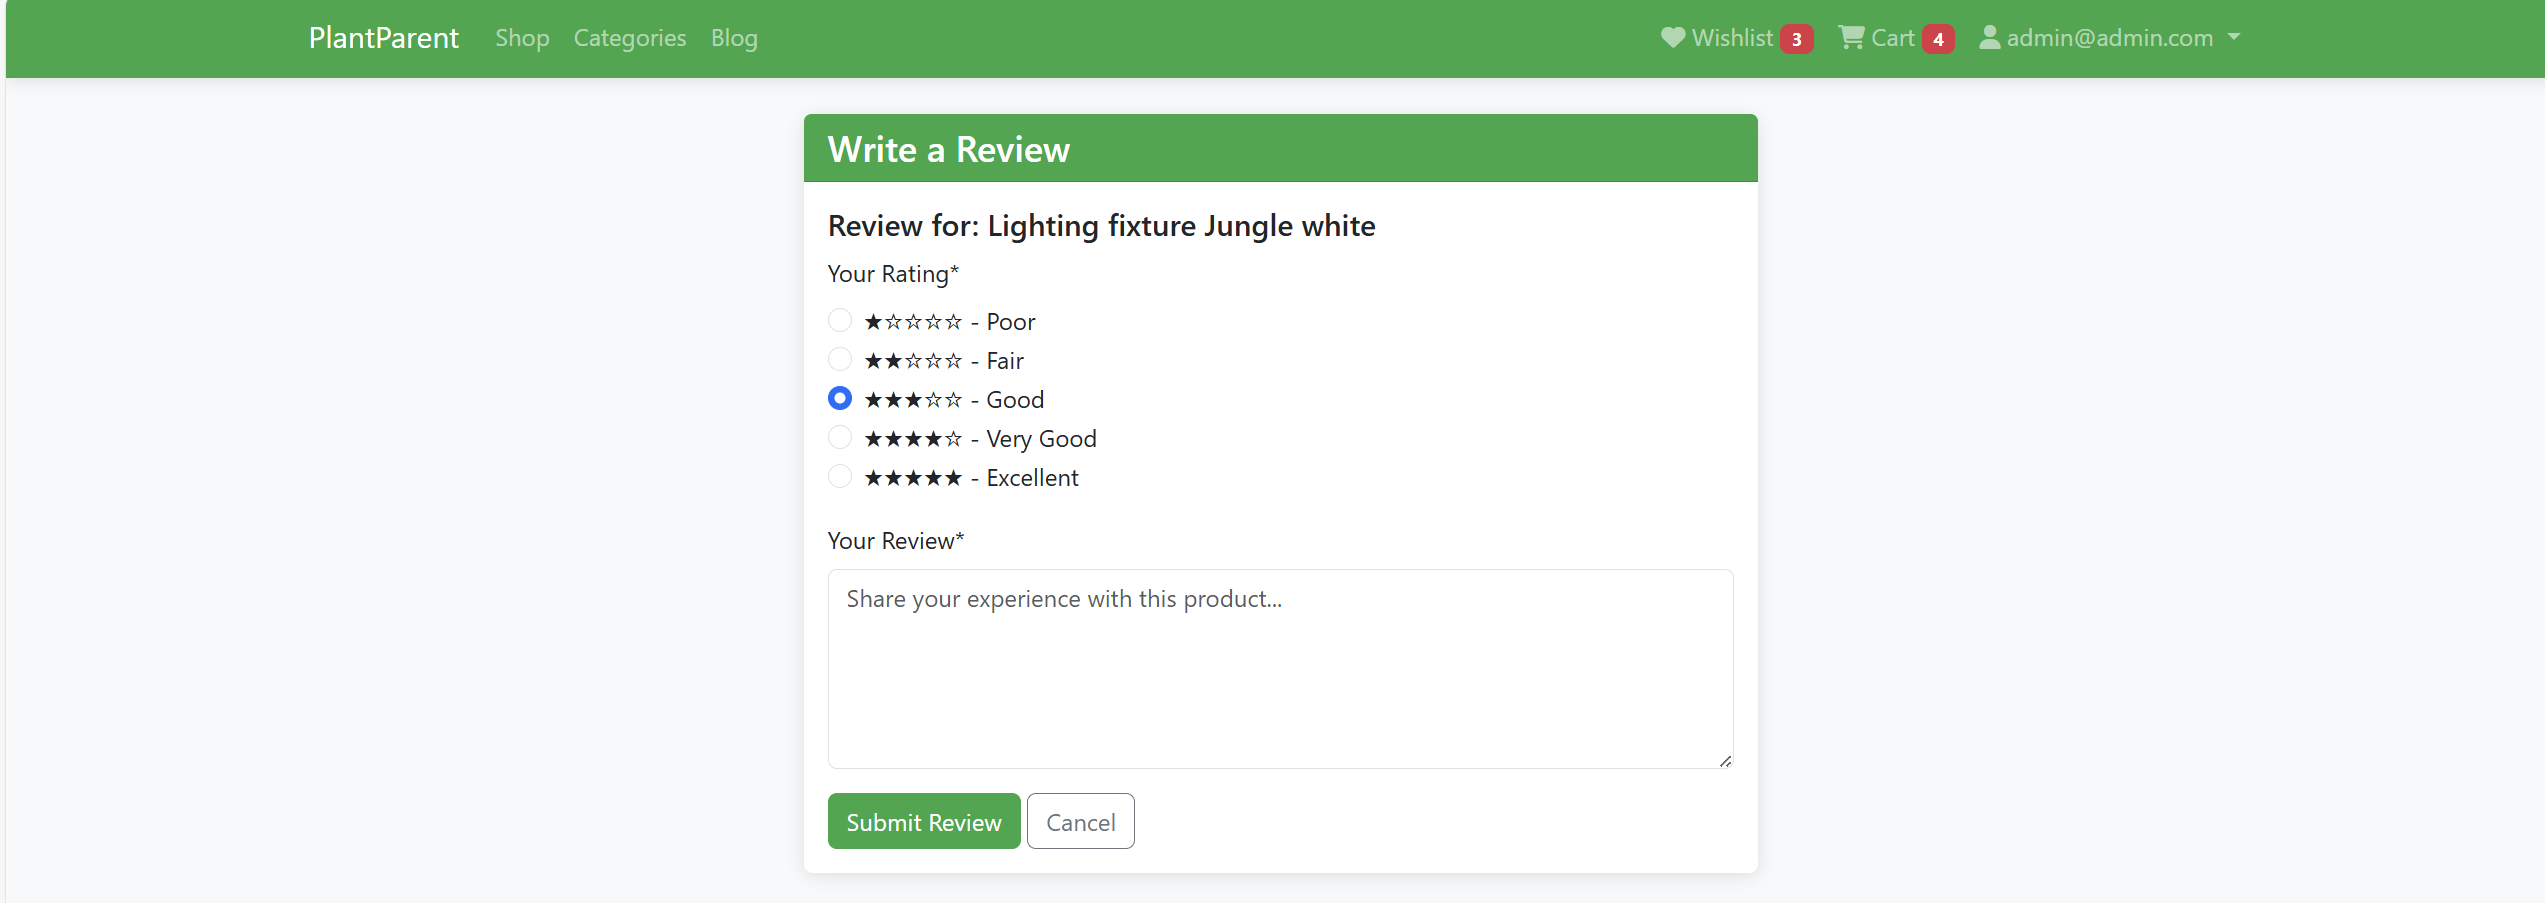 PlantParent Shop Categories Blog Wishlist 3 Cart 4 admin@admin.com
Write a Review
Review for: Lighting fixture Jungle white
Your Rating*
★☆☆☆☆ - Poor
★★☆☆☆ - Fair
★★★☆☆ - Good
★★★★☆ - Very Good
★★★★★ - Excellent
Your Review*
Share your experience with this product...
Submit Review Cancel